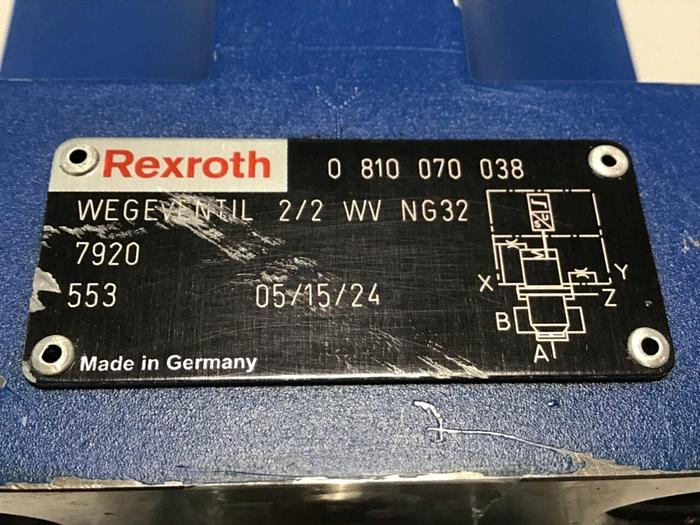 Rexroth 0 810 070 038
WEGEVENTIL 2/2 WV NG32
7920
553 05/15/24
Made in Germany
X
Y
Z
B
A